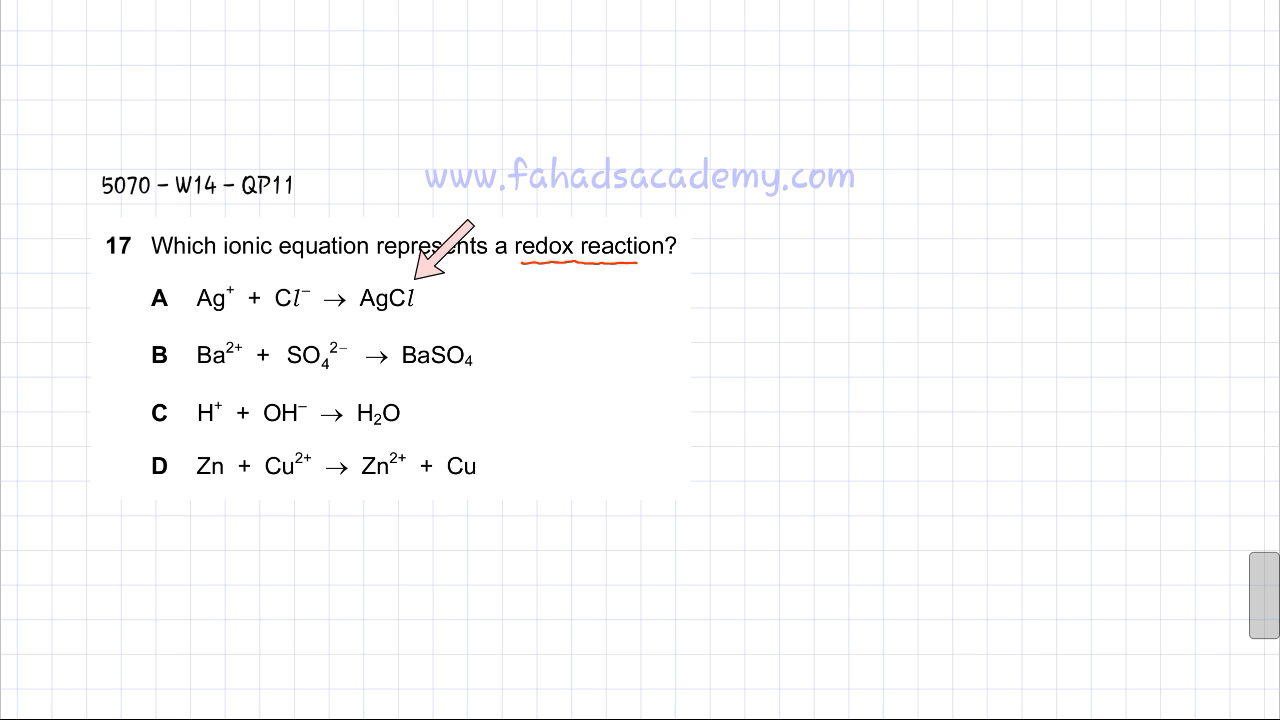 www.fahadsacademy.com
5070 - W14 - QP11
17 Which ionic equation represents a redox reaction?
A Ag⁺ + Cl⁻ → AgCl
B Ba²⁺ + SO₄²⁻ → BaSO₄
C H⁺ + OH⁻ → H₂O
D Zn + Cu²⁺ → Zn²⁺ + Cu